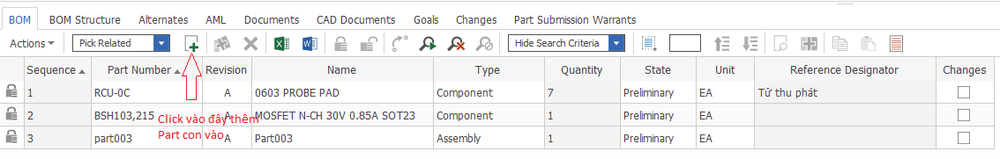 BOM BOM Structure Alternates AML Documents CAD Documents Goals Changes Part Submission Warrants
Actions Pick Related Hide Search Criteria
Sequence Part Number Revision Name Type Quantity State Unit Reference Designator Changes
1 RCU-0C A 0603 PROBE PAD Component 7 Preliminary EA Tử thu phát
2 BSH103,215 A MOSFET N-CH 30V 0.85A SOT23 Component 1 Preliminary EA
3 part003 A Part003 Assembly 1 Preliminary EA
Click vào đây thêm
Part con vào